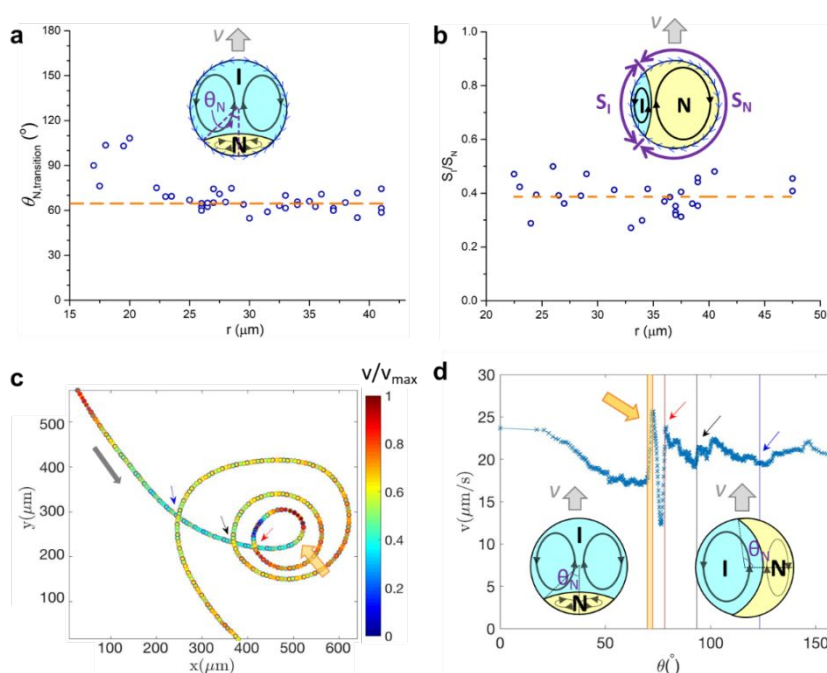 a
v
180
150
120
90
60
30
0
θN,transition (°)
I
θN
N
15 20 25 30 35 40
r (μm)
b
v
1.0
0.8
0.6
0.4
0.2
0.0
SI/SN
SI
I
N
SN
20 25 30 35 40 45 50
r (μm)
c
v/vmax
500
400
300
200
100
y(μm)
100 200 300 400 500 600
x(μm)
1
0.8
0.6
0.4
0.2
0
d
30
25
20
15
10
5
0
v(μm/s)
v
I
θN
N
v
I
θN
N
0 50 100 150
θ(°)